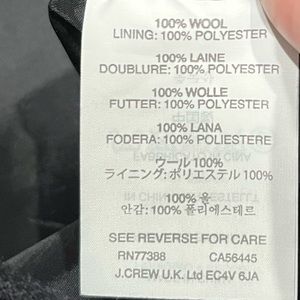 100% WOOL
LINING: 100% POLYESTER
100% LAINE
DOUBLURE: 100% POLYESTER
100% WOLLE
FUTTER: 100% POLYESTER
100% LANA
FODERA: 100% POLIESTERE
ウール 100%
ライニング: ポリエステル 100%
100% 울
안감: 100% 폴리에스테르
SEE REVERSE FOR CARE
RN77388 CA56445
J.CREW U.K. Ltd EC4V 6JA